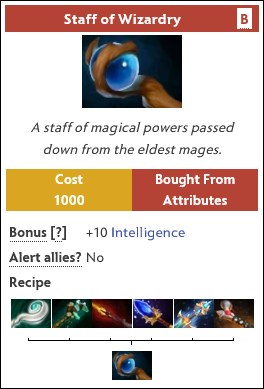 Staff of Wizardry B
A staff of magical powers passed
down from the eldest mages.
Cost Bought From
1000 Attributes
Bonus [?] +10 Intelligence
Alert allies? No
Recipe